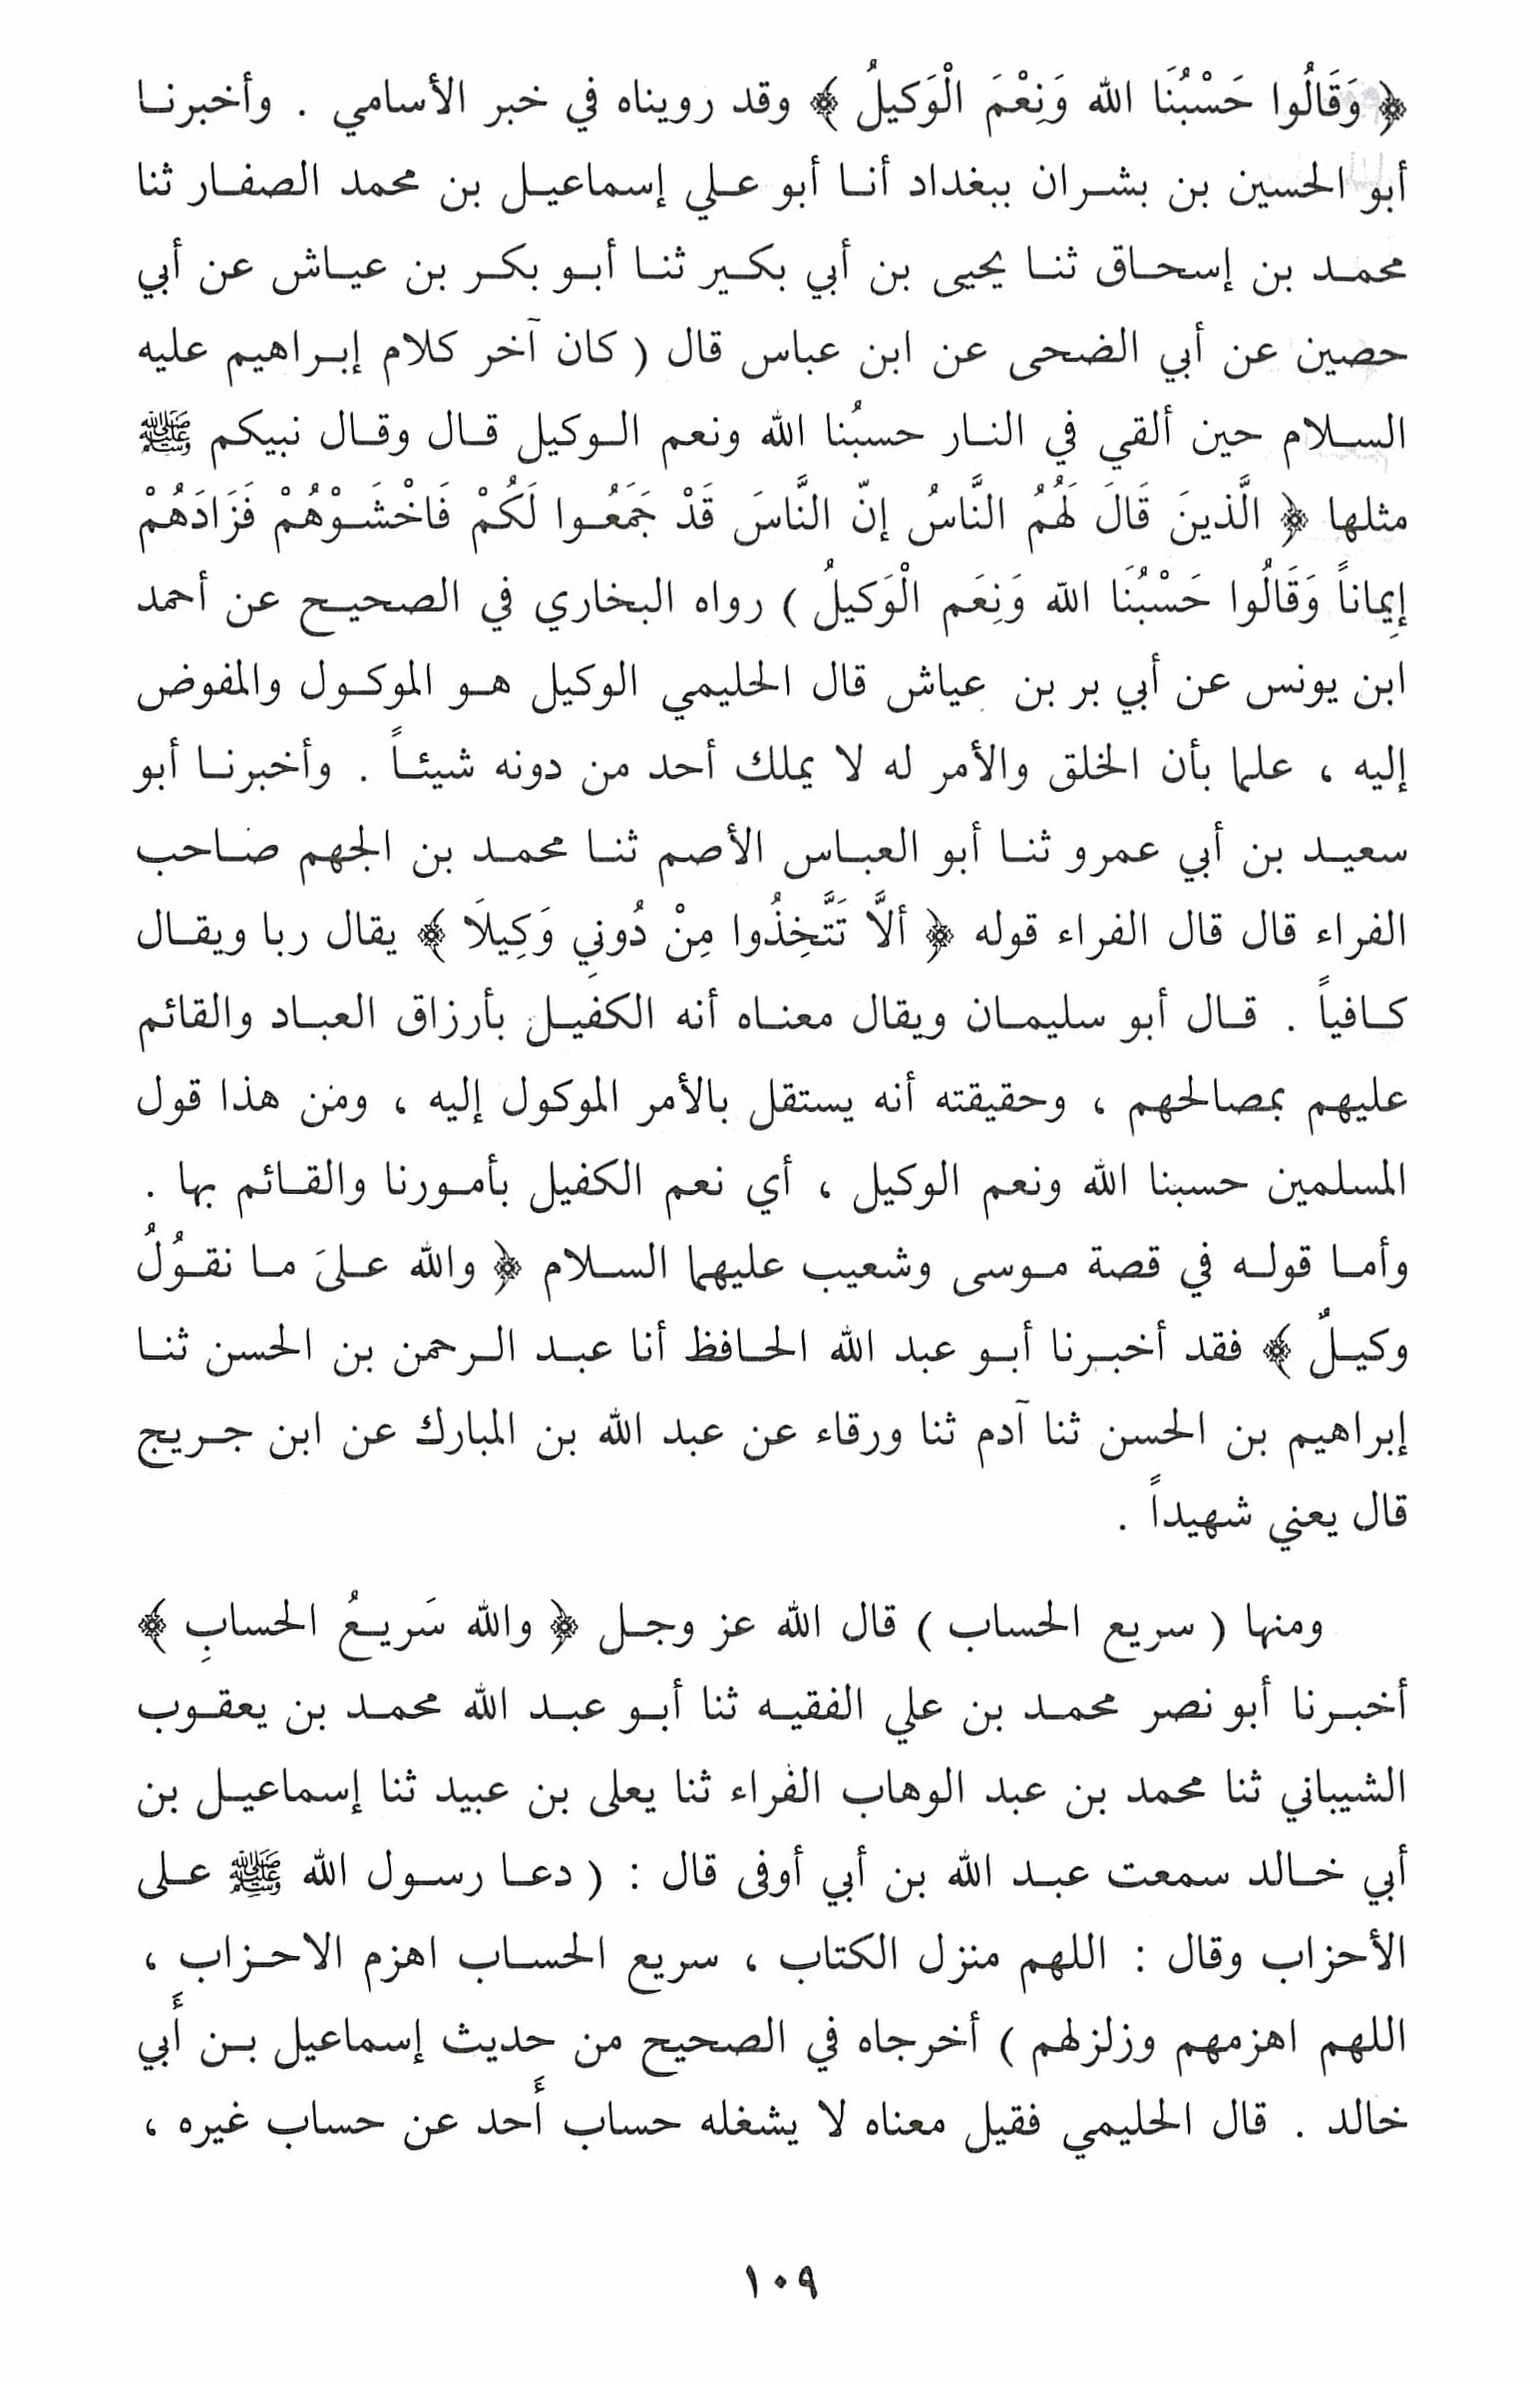 ﴿ وَقَالُوا حَسْبُنَا الله وَنِعْمَ الْوَكيلُ ﴾ وقد رويناه في خبر الأسامي . وأخبرنا
أبو الحسين بن بشران ببغداد أنا أبو علي إسماعيل بن محمد الصفار ثنا
محمد بن إسحاق ثنا يحيى بن أبي بكير ثنا أبو بكر بن عياش عن أبي
حصين عن أبي الضحى عن ابن عباس قال ( كان آخر كلام إبراهيم عليه
السلام حين ألقي في النار حسبُنا الله ونعم الوكيل قال وقال نبيكم ﷺ
مثلها ﴿ الَّذينَ قَالَ لَهُمُ النَّاسُ إنّ النَّاسَ قَدْ جَمَعُوا لَكُمْ فَاخْشَوْهُمْ فَزَادَهُمْ
إيِماناً وَقَالُوا حَسْبُنَا الله وَنِعَم الْوَكيلُ ) رواه البخاري في الصحيح عن أحمد
ابن يونس عن أبي بر بن عياش قال الحليمي الوكيل هو الموكول والمفوض
إليه ، علما بأن الخلق والأمر له لا يملك أحد من دونه شيئاً . وأخبرنا أبو
سعيد بن أبي عمرو ثنا أبو العباس الأصم ثنا محمد بن الجهم صاحب
الفراء قال قال الفراء قوله ﴿ ألاَّ تَتَّخِذُوا مِنْ دُونِي وَكِيلاَ ﴾ يقال ربا ويقال
كافياً . قال أبو سليمان ويقال معناه أنه الكفيل بأرزاق العباد والقائم
عليهم بمصالحهم ، وحقيقته أنه يستقل بالأمر الموكول إليه ، ومن هذا قول
المسلمين حسبنا الله ونعم الوكيل ، أي نعم الكفيل بأمورنا والقائم بها .
وأما قوله في قصة موسى وشعيب عليهما السلام ﴿ والله علىَ ما نقوُلُ
وكيلٌ ﴾ فقد أخبرنا أبو عبد الله الحافظ أنا عبد الرحمن بن الحسن ثنا
إبراهيم بن الحسن ثنا آدم ثنا ورقاء عن عبد الله بن المبارك عن ابن جريج
قال يعني شهيداً .
ومنها ( سريع الحساب ) قال الله عز وجل ﴿ والله سَريعُ الحسابِ ﴾
أخبرنا أبو نصر محمد بن علي الفقيه ثنا أبو عبد الله محمد بن يعقوب
الشيباني ثنا محمد بن عبد الوهاب الفراء ثنا يعلى بن عبيد ثنا إسماعيل بن
أبي خالد سمعت عبد الله بن أبي أوفى قال : ( دعا رسول الله ﷺ على
الأحزاب وقال : اللهم منزل الكتاب ، سريع الحساب اهزم الاحزاب ،
اللهم اهزمهم وزلزلهم ) أخرجاه في الصحيح من حديث إسماعيل بن أَبي
خالد . قال الحليمي فقيل معناه لا يشغله حساب أَحد عن حساب غيره ،
١٠٩